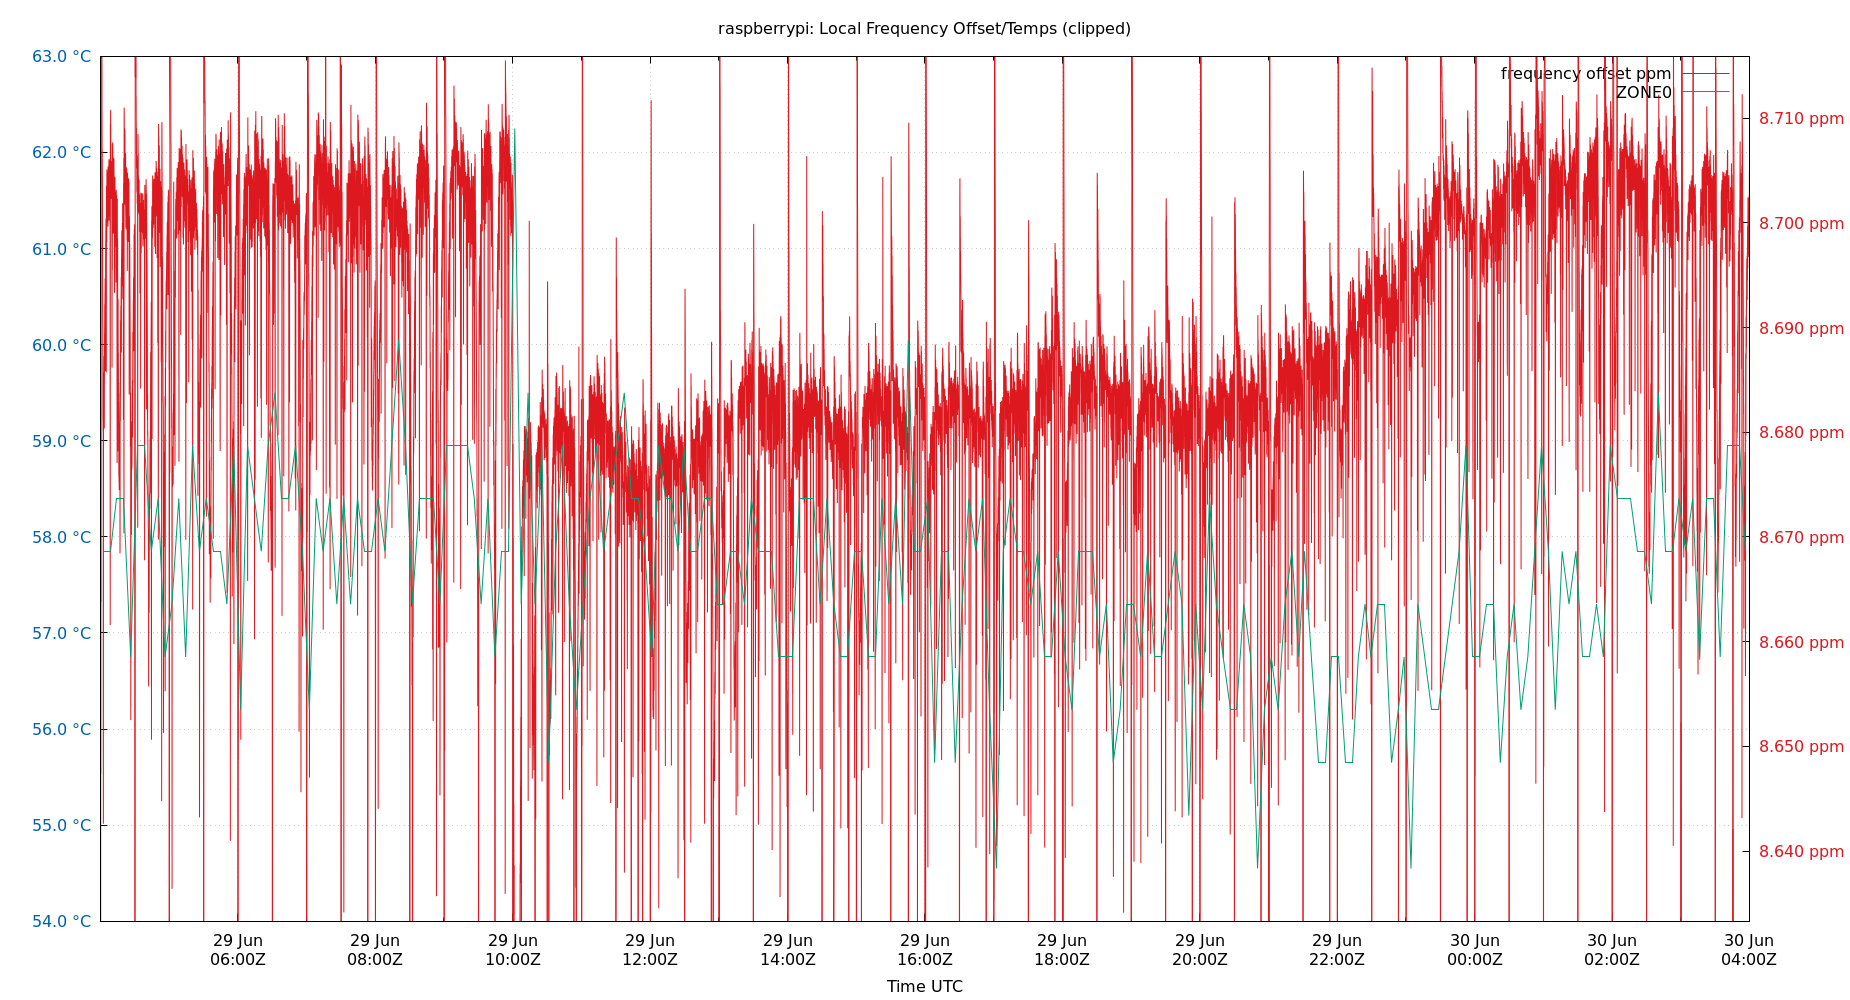 raspberrypi: Local Frequency Offset/Temps (clipped)
63.0 °C
62.0 °C
61.0 °C
60.0 °C
59.0 °C
58.0 °C
57.0 °C
56.0 °C
55.0 °C
54.0 °C
frequency offset ppm
ZONE0
8.710 ppm
8.700 ppm
8.690 ppm
8.680 ppm
8.670 ppm
8.660 ppm
8.650 ppm
8.640 ppm
29 Jun
06:00Z
29 Jun
08:00Z
29 Jun
10:00Z
29 Jun
12:00Z
29 Jun
14:00Z
29 Jun
16:00Z
29 Jun
18:00Z
29 Jun
20:00Z
29 Jun
22:00Z
30 Jun
00:00Z
30 Jun
02:00Z
30 Jun
04:00Z
Time UTC